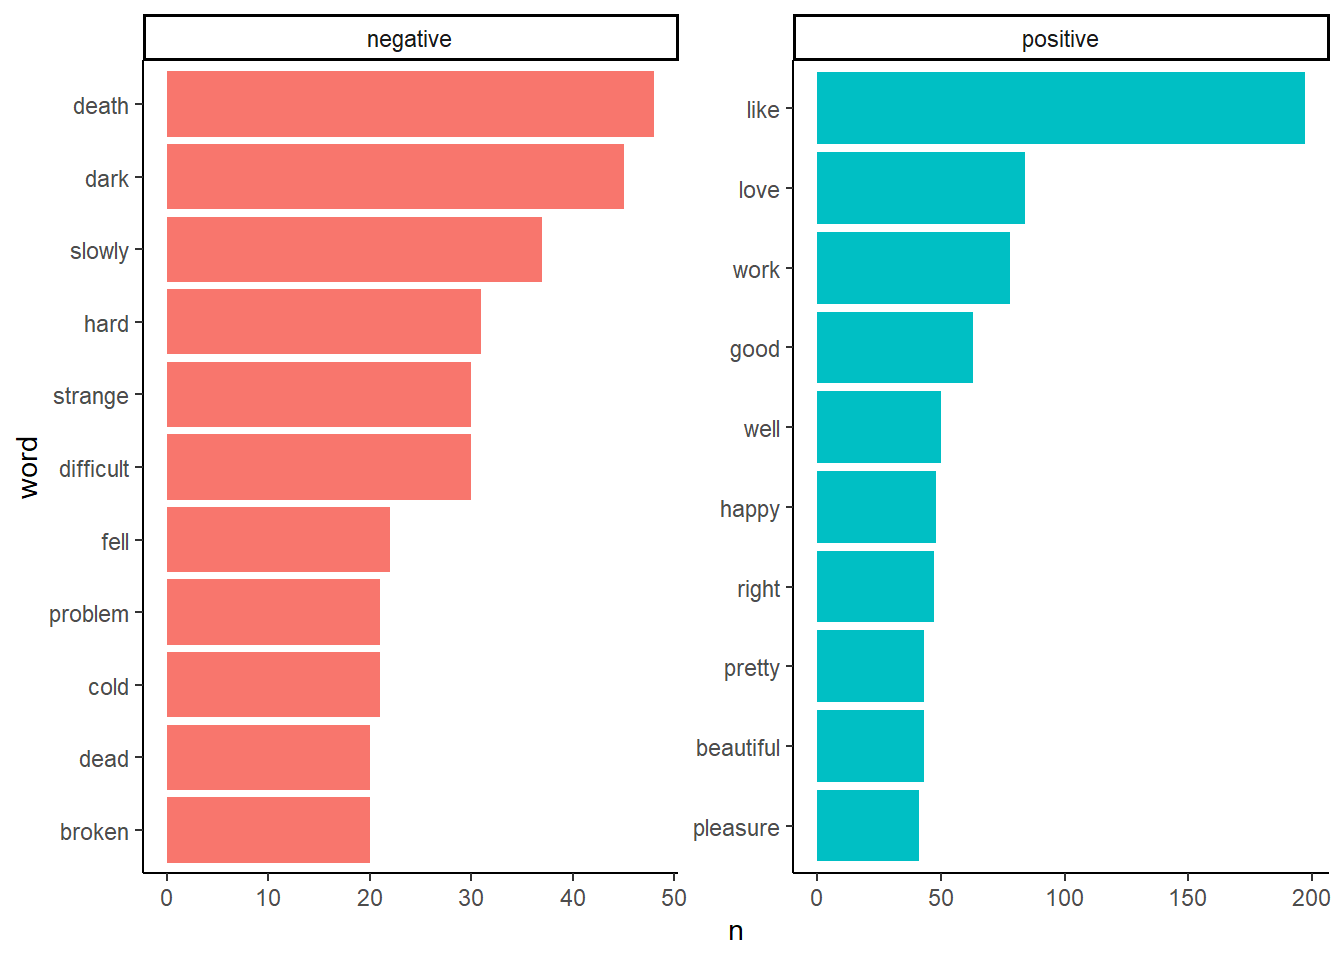 negative
death
dark
slowly
hard
strange
difficult
fell
problem
cold
dead
broken
0 10 20 30 40 50
positive
like
love
work
good
well
happy
right
pretty
beautiful
pleasure
0 50 100 150 200
word
n